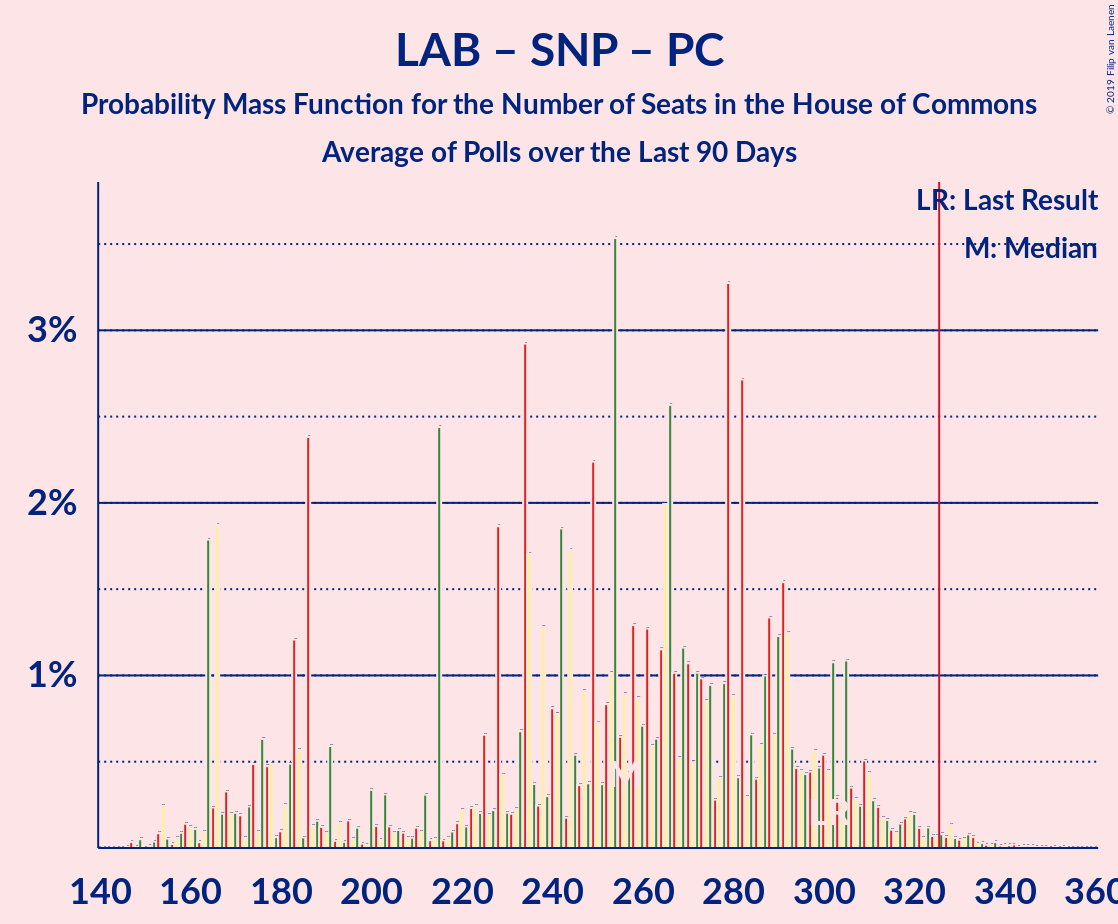 LAB – SNP – PC
Probability Mass Function for the Number of Seats in the House of Commons
Average of Polls over the Last 90 Days
© 2019 Filip van Laenen
LR: Last Result
M: Median
3%
2%
1%
M
LR
140 160 180 200 220 240 260 280 300 320 340 360